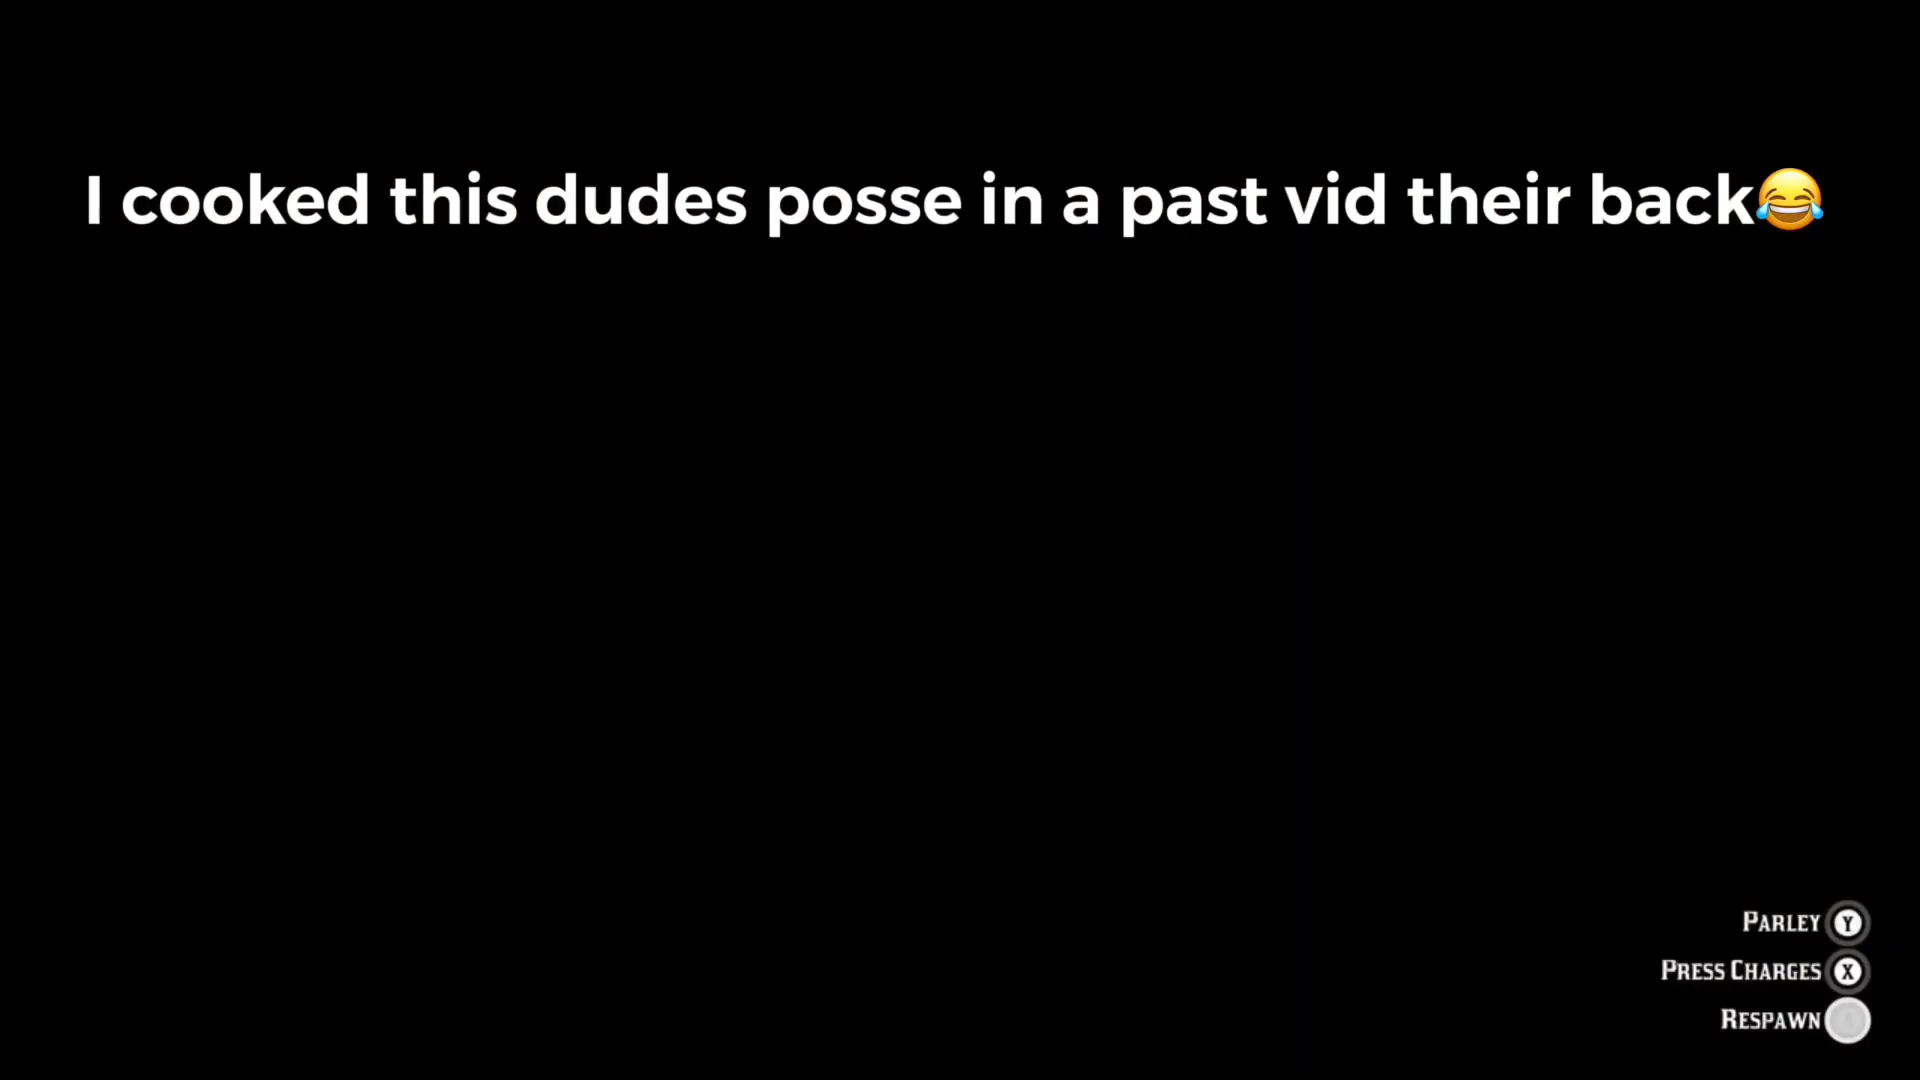 I cooked this dudes posse in a past vid their back😂
PARLEY Y
PRESS CHARGES X
RESPAWN